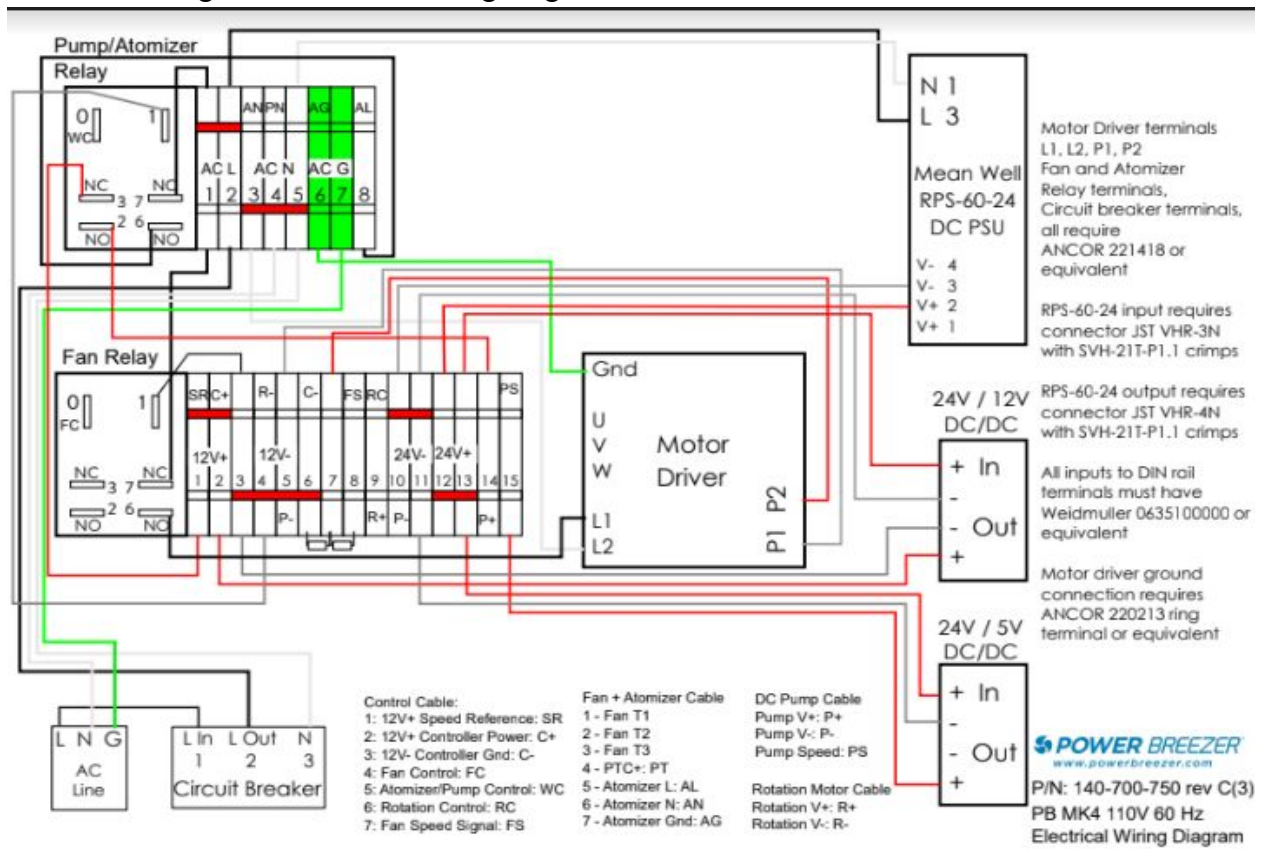 Pump/Atomizer
Relay
0
WC
1
NC
NC
3 7
2 6
NO
NO
AN PN AG AL
AC L AC N AC G
1 2 3 4 5 6 7 8
N 1
L 3
Mean Well
RPS-60-24
DC PSU
V- 4
V- 3
V+ 2
V+ 1
Motor Driver terminals
L1, L2, P1, P2
Fan and Atomizer
Relay terminals,
Circuit breaker terminals,
all require
ANCOR 221418 or
equivalent
RPS-60-24 input requires
connector JST VHR-3N
with SVH-21T-P1.1 crimps
RPS-60-24 output requires
connector JST VHR-4N
with SVH-21T-P1.1 crimps
All inputs to DIN rail
terminals must have
Weidmuller 0635100000 or
equivalent
Motor driver ground
connection requires
ANCOR 220213 ring
terminal or equivalent
Fan Relay
0
FC
1
NC
NC
3 7
2 6
NO
NO
SR C+ R- C- FS RC PS
12V+ 12V- 24V- 24V+
1 2 3 4 5 6 7 8 9 10 11 12 13 14 15
P- R+ P- P+
Gnd
U
V
W
L1
L2
Motor
Driver
P2
P1
24V / 12V
DC/DC
+ In
-
- Out
+
24V / 5V
DC/DC
+ In
-
- Out
+
L N G
AC
Line
L In L Out N
1 2 3
Circuit Breaker
Control Cable:
1: 12V+ Speed Reference: SR
2: 12V+ Controller Power: C+
3: 12V- Controller Gnd: C-
4: Fan Control: FC
5: Atomizer/Pump Control: WC
6: Rotation Control: RC
7: Fan Speed Signal: FS
Fan + Atomizer Cable
1 - Fan T1
2 - Fan T2
3 - Fan T3
4 - PTC+: PT
5 - Atomizer L: AL
6 - Atomizer N: AN
7 - Atomizer Gnd: AG
DC Pump Cable
Pump V+: P+
Pump V-: P-
Pump Speed: PS
Rotation Motor Cable
Rotation V+: R+
Rotation V-: R-
POWER BREEZER
www.powerbreezer.com
P/N: 140-700-750 rev C(3)
PB MK4 110V 60 Hz
Electrical Wiring Diagram